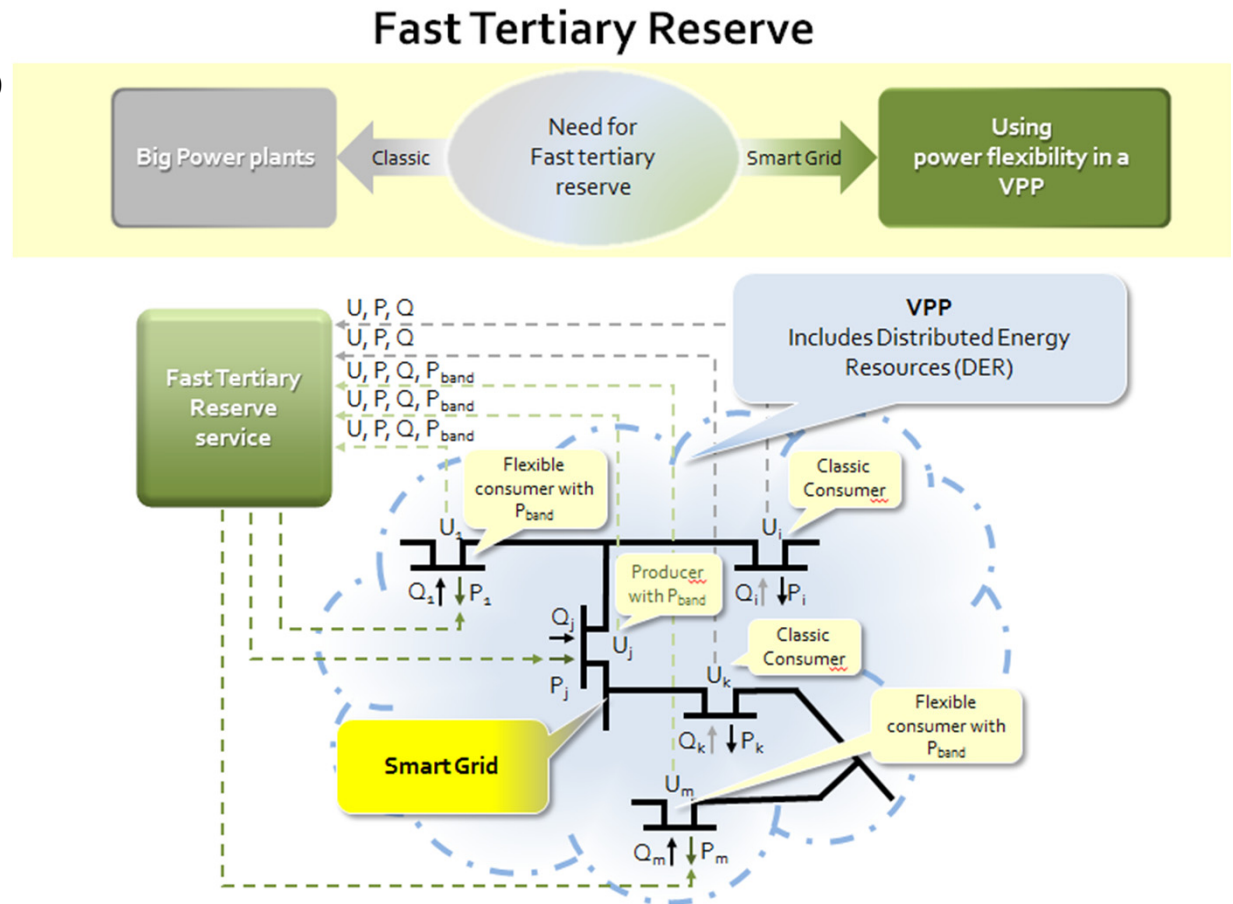 Fast Tertiary Reserve
)
Big Power plants
Classic
Need for
Fast tertiary
reserve
Smart Grid
Using
power flexibility in a
VPP
U, P, Q
U, P, Q
U, P, Q, Pband
U, P, Q, Pband
U, P, Q, Pband
VPP
Includes Distributed Energy
Resources (DER)
Fast Tertiary
Reserve
service
Flexible
consumer with
Pband
Classic
Consumer
U1
Ui
Q1
P1
Producer
with Pband
Qi
Pi
Qj
Uj
Pj
Classic
Consumer
Uk
Flexible
consumer with
Pband
Qk
Pk
Smart Grid
Um
Qm
Pm